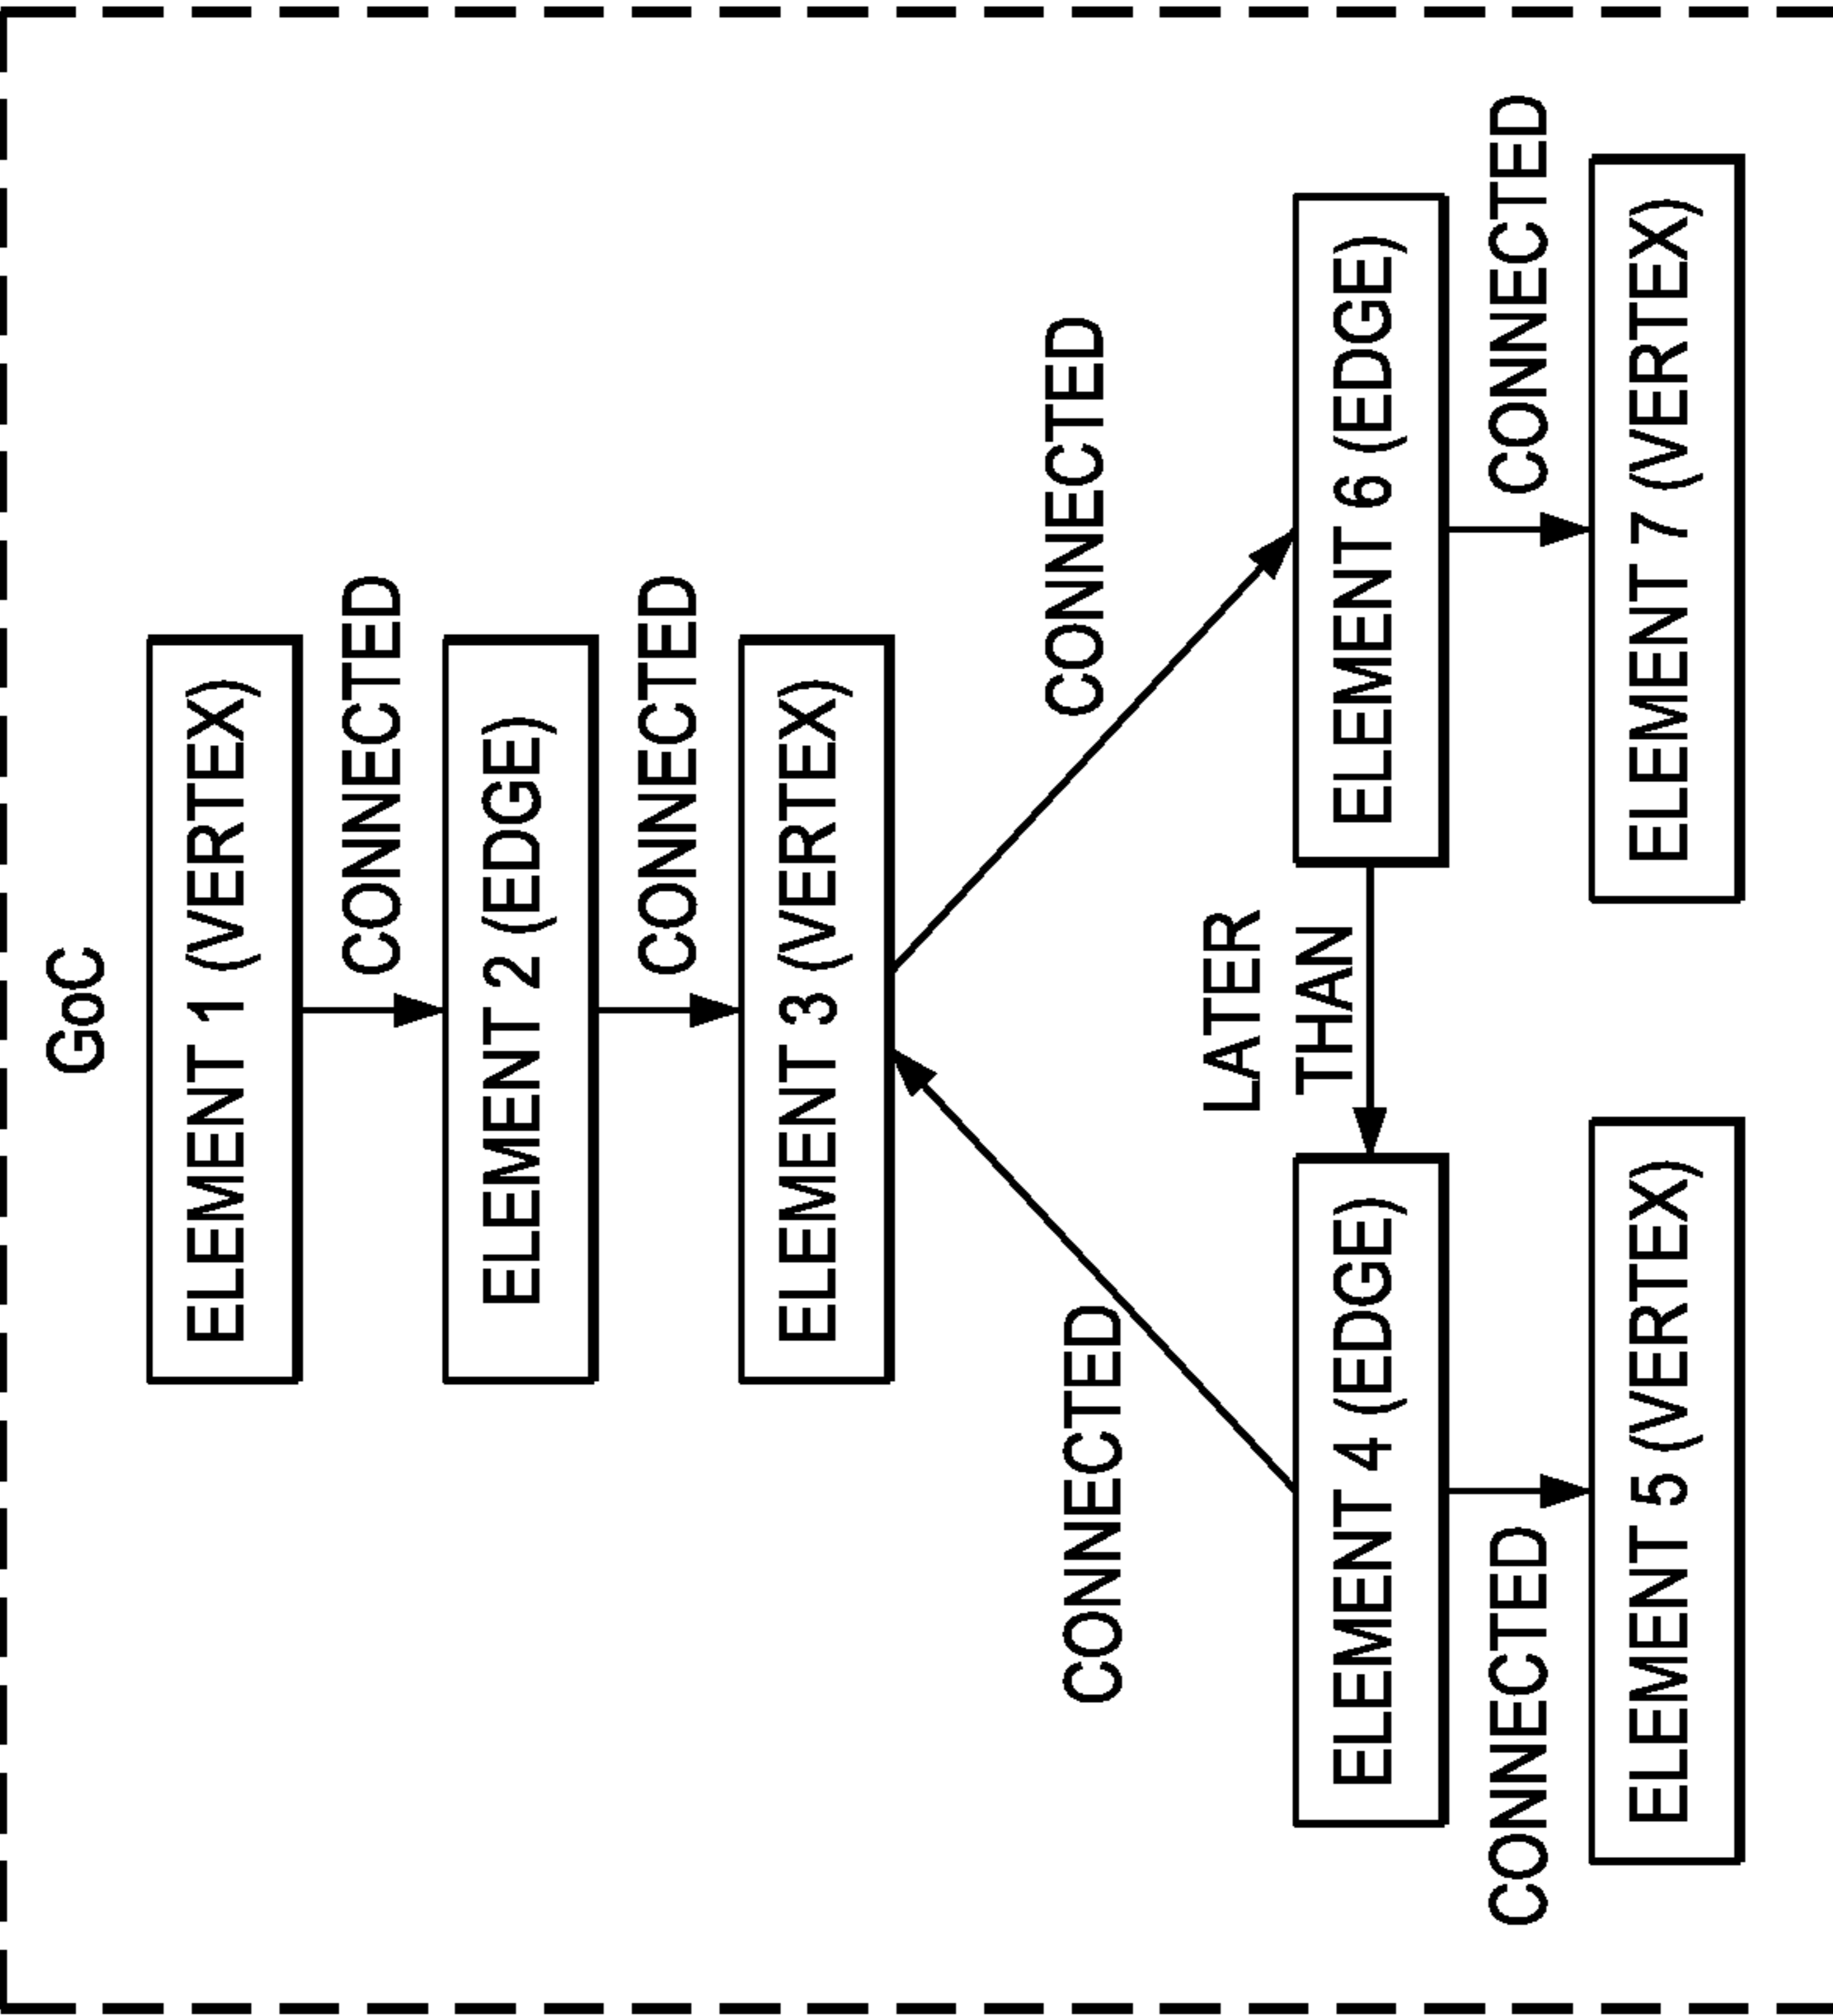 GoC
ELEMENT 1 (VERTEX)
CONNECTED
ELEMENT 2 (EDGE)
CONNECTED
ELEMENT 3 (VERTEX)
CONNECTED
CONNECTED
LATER
THAN
ELEMENT 4 (EDGE)
ELEMENT 6 (EDGE)
CONNECTED
CONNECTED
ELEMENT 5 (VERTEX)
ELEMENT 7 (VERTEX)